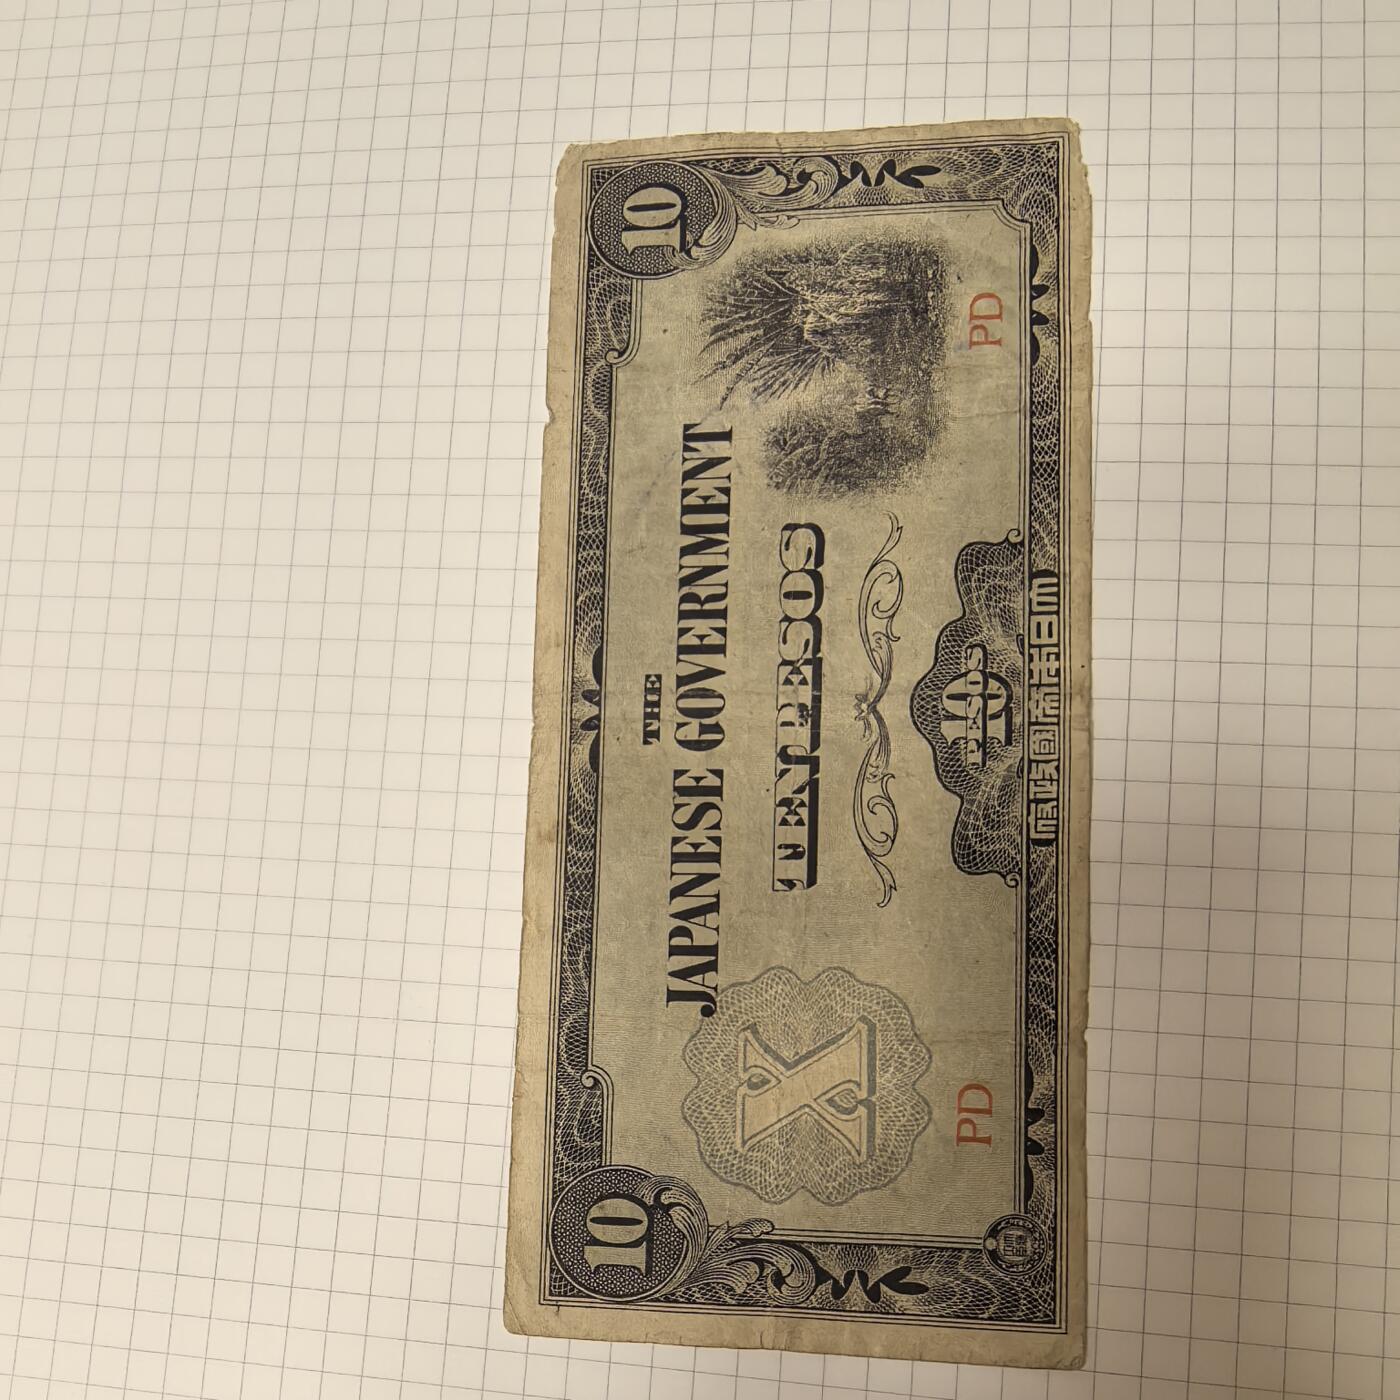 10
10
THE
JAPANESE GOVERNMENT
TEN PESOS
X
PD
PD
10
PESOS
大日本帝國政府